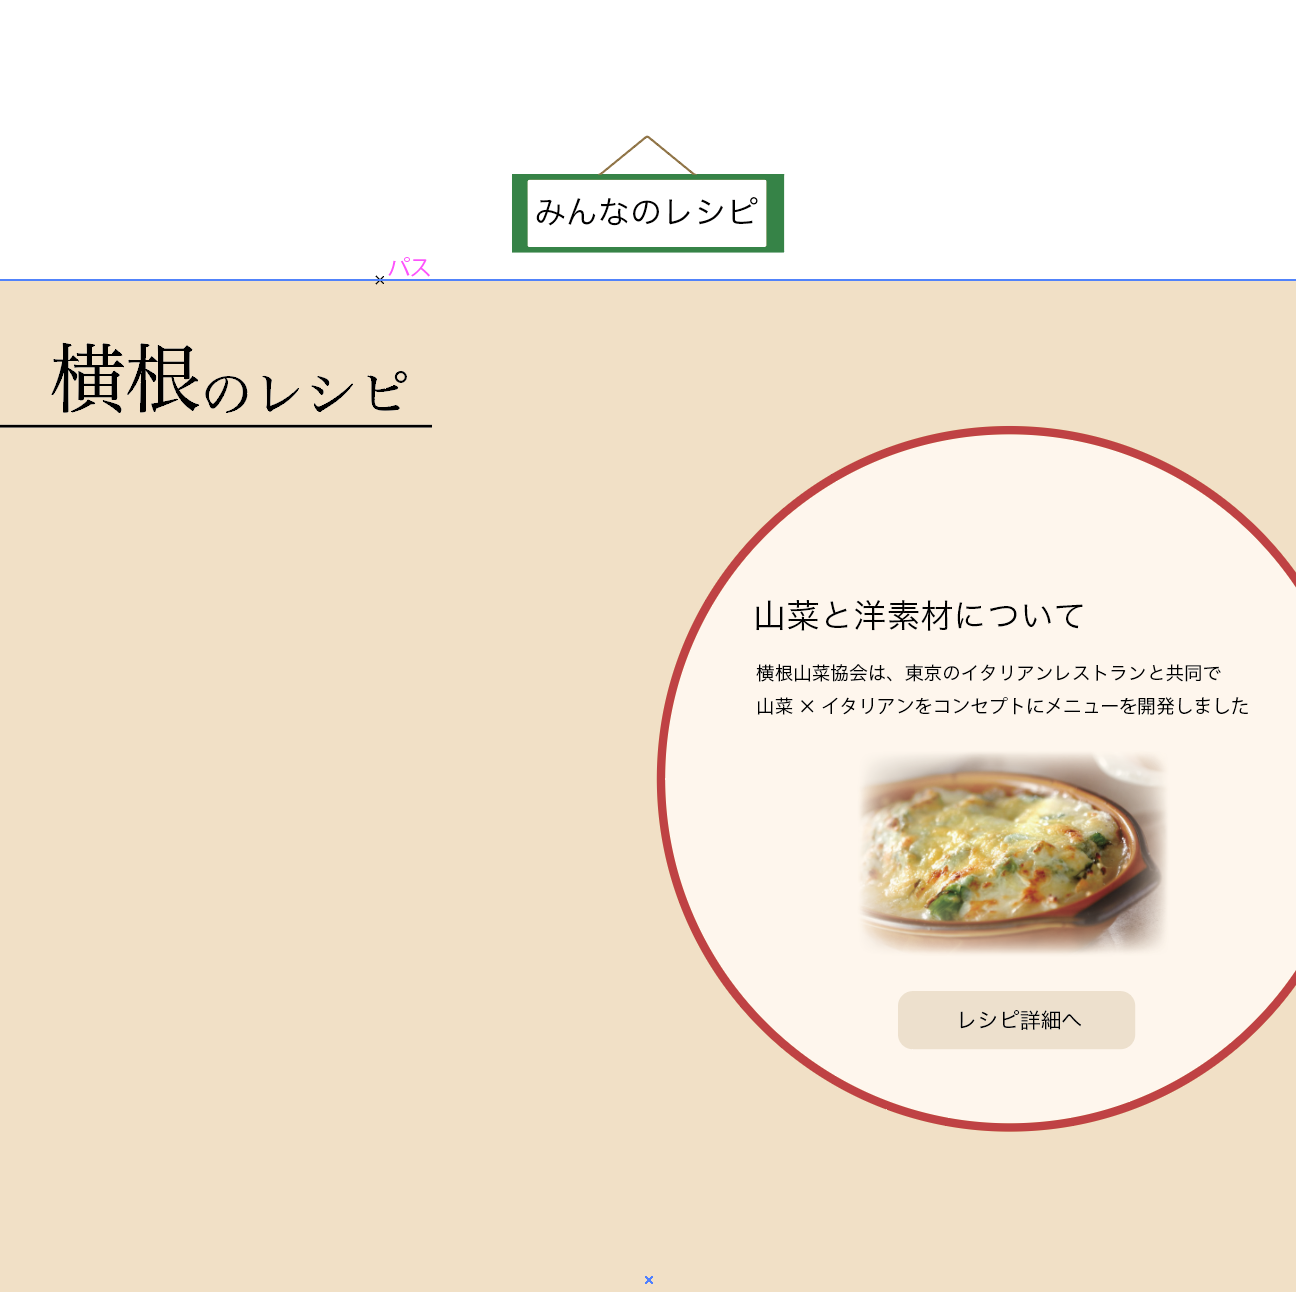 みんなのレシピ
パス
横根のレシピ
山菜と洋素材について
横根山菜協会は、東京のイタリアンレストランと共同で
山菜 × イタリアンをコンセプトにメニューを開発しました
レシピ詳細へ